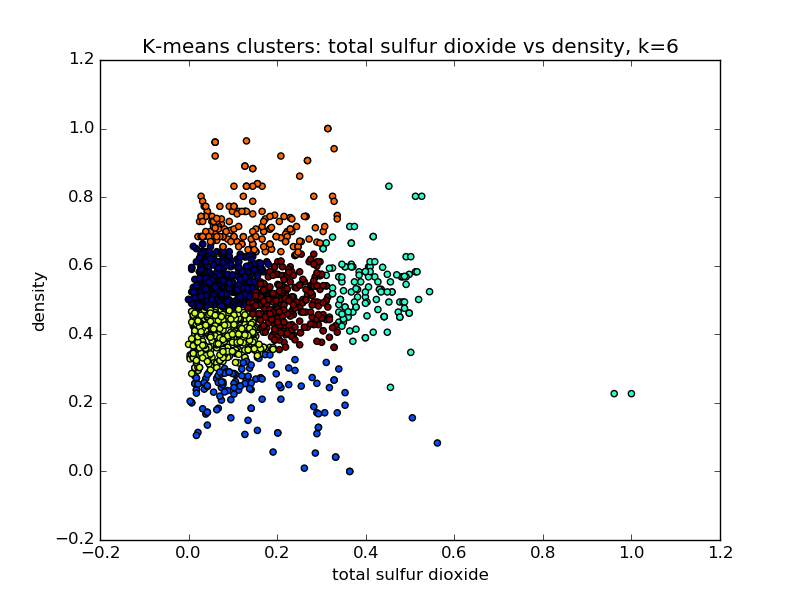 K-means clusters: total sulfur dioxide vs density, k=6
1.2
1.0
0.8
0.6
0.4
0.2
0.0
−0.2
density
−0.2 0.0 0.2 0.4 0.6 0.8 1.0 1.2
total sulfur dioxide